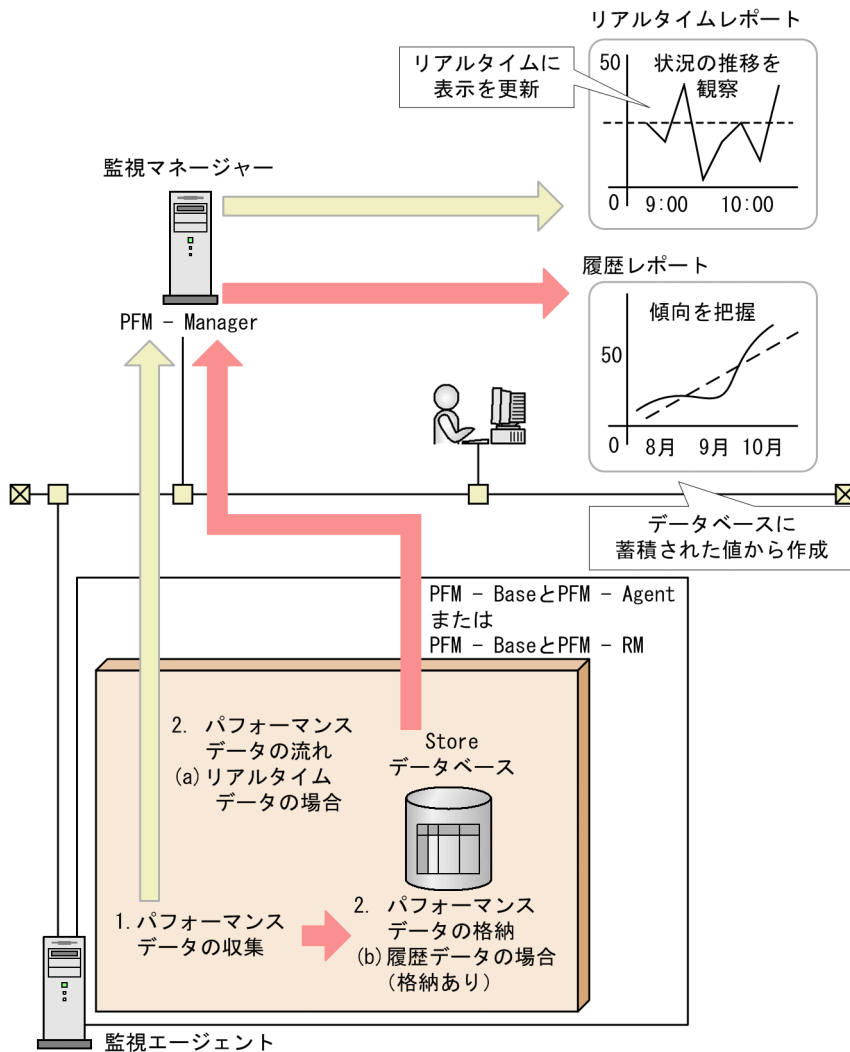 リアルタイムレポート
リアルタイムに
表示を更新
50
状況の推移を
観察
0
9:00
10:00
監視マネージャー
PFM - Manager
履歴レポート
傾向を把握
50
0
8月
9月
10月
データベースに
蓄積された値から作成
PFM - BaseとPFM - Agent
または
PFM - BaseとPFM - RM
2. パフォーマンス
データの流れ
(a)リアルタイム
データの場合
Store
データベース
1.パフォーマンス
データの収集
2. パフォーマンス
データの格納
(b)履歴データの場合
(格納あり)
監視エージェント